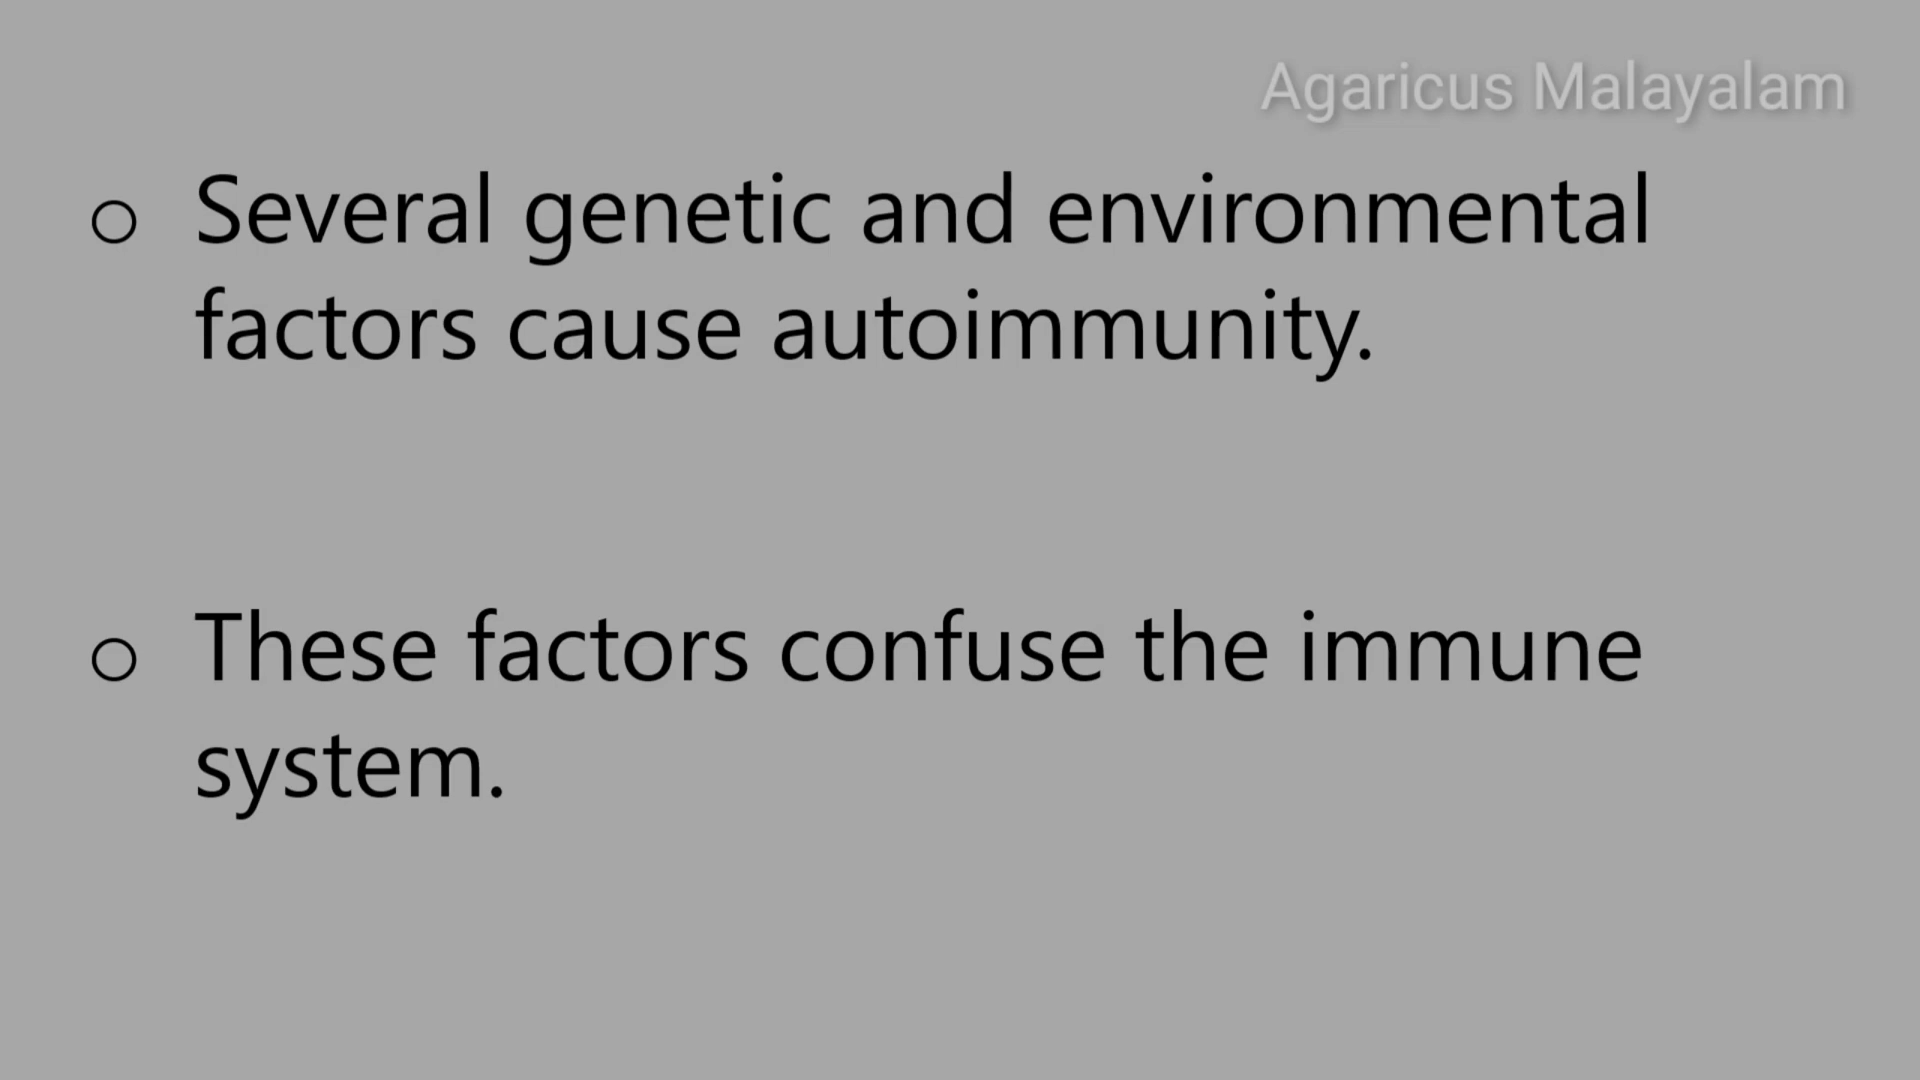 Agaricus Malayalam
○ Several genetic and environmental
factors cause autoimmunity.
○ These factors confuse the immune
system.